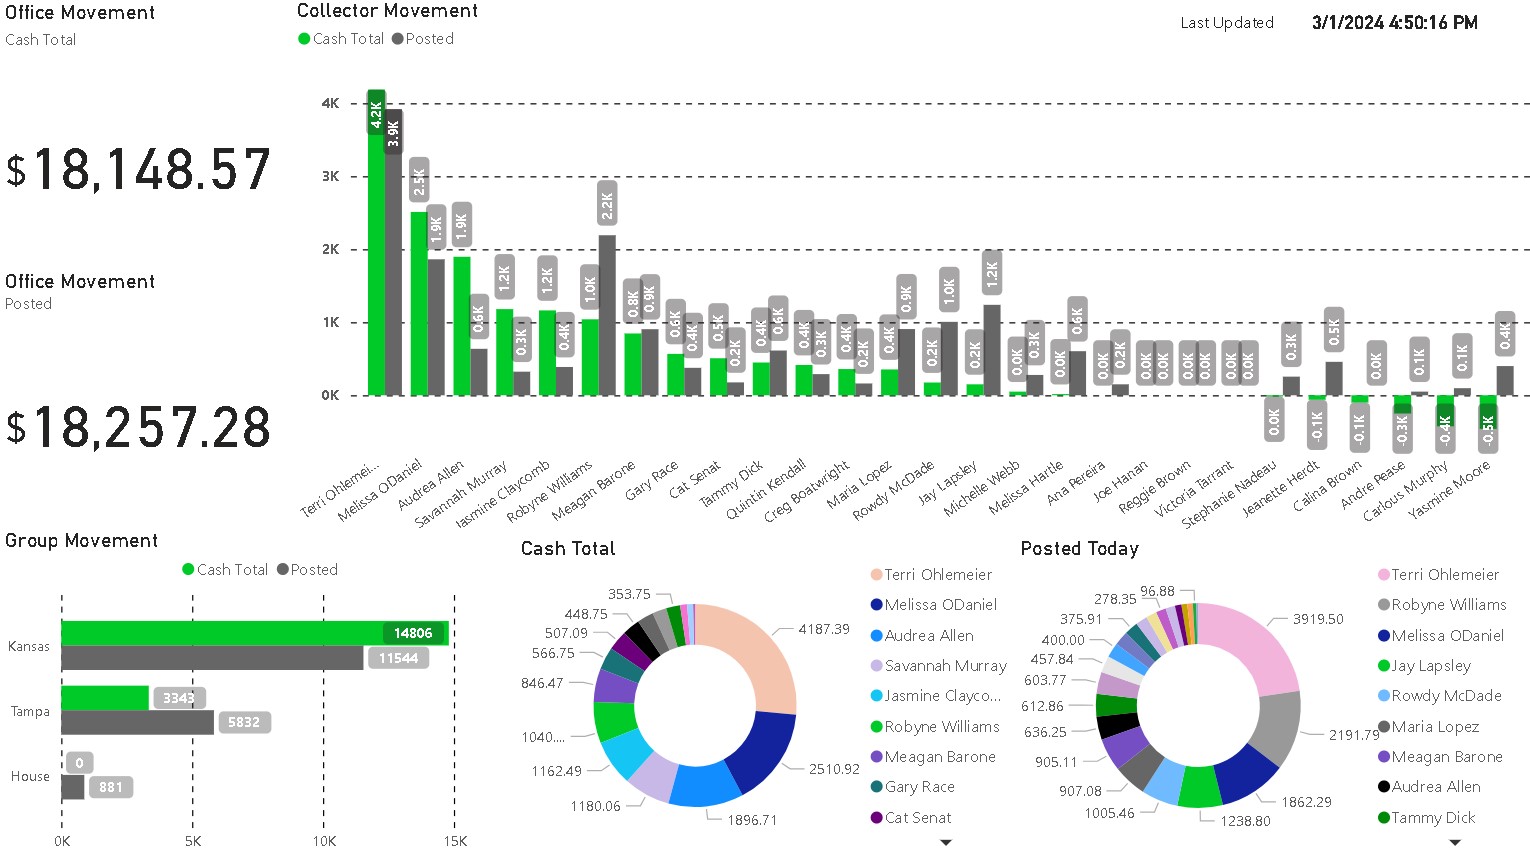 Office Movement
Cash Total
$18,148.57
Office Movement
Posted
$18,257.28
Collector Movement
Cash Total Posted
Last Updated 3/1/2024 4:50:16 PM
4K
3K
2K
1K
0K
4.2K 3.9K 2.5K 1.9K 1.9K 0.6K 1.2K 0.3K 1.2K 0.4K 1.0K 2.2K 0.8K 0.9K 0.6K 0.4K 0.5K 0.2K 0.4K 0.6K 0.4K 0.3K 0.4K 0.2K 0.4K 0.9K 0.2K 1.0K 0.2K 1.2K 0.0K 0.3K 0.0K 0.6K 0.0K 0.2K 0.0K 0.0K 0.0K 0.0K 0.0K 0.0K 0.0K 0.3K -0.1K 0.5K -0.1K 0.0K -0.3K 0.1K -0.4K 0.1K -0.5K 0.4K
Terri Ohlemei...
Melissa ODaniel
Audrea Allen
Savannah Murray
Jasmine Claycomb
Robyne Williams
Meagan Barone
Gary Race
Cat Senat
Tammy Dick
Quintin Kendall
Creg Boatwright
Maria Lopez
Rowdy McDade
Jay Lapsley
Michelle Webb
Melissa Hartle
Ana Pereira
Joe Hanan
Reggie Brown
Victoria Tarrant
Stephanie Nadeau
Jeanette Herdt
Calina Brown
Andre Pease
Carlous Murphy
Yasmine Moore
Group Movement
Cash Total Posted
Kansas 14806
11544
Tampa 3343
5832
House 0
881
0K 5K 10K 15K
Cash Total
4187.39
2510.92
1896.71
1180.06
1162.49
1040....
846.47
566.75
507.09
448.75
353.75
Terri Ohlemeier
Melissa ODaniel
Audrea Allen
Savannah Murray
Jasmine Clayco...
Robyne Williams
Meagan Barone
Gary Race
Cat Senat
Posted Today
3919.50
2191.79
1862.29
1238.80
1005.46
907.08
905.11
636.25
612.86
603.77
457.84
400.00
375.91
278.35
96.88
Terri Ohlemeier
Robyne Williams
Melissa ODaniel
Jay Lapsley
Rowdy McDade
Maria Lopez
Meagan Barone
Audrea Allen
Tammy Dick